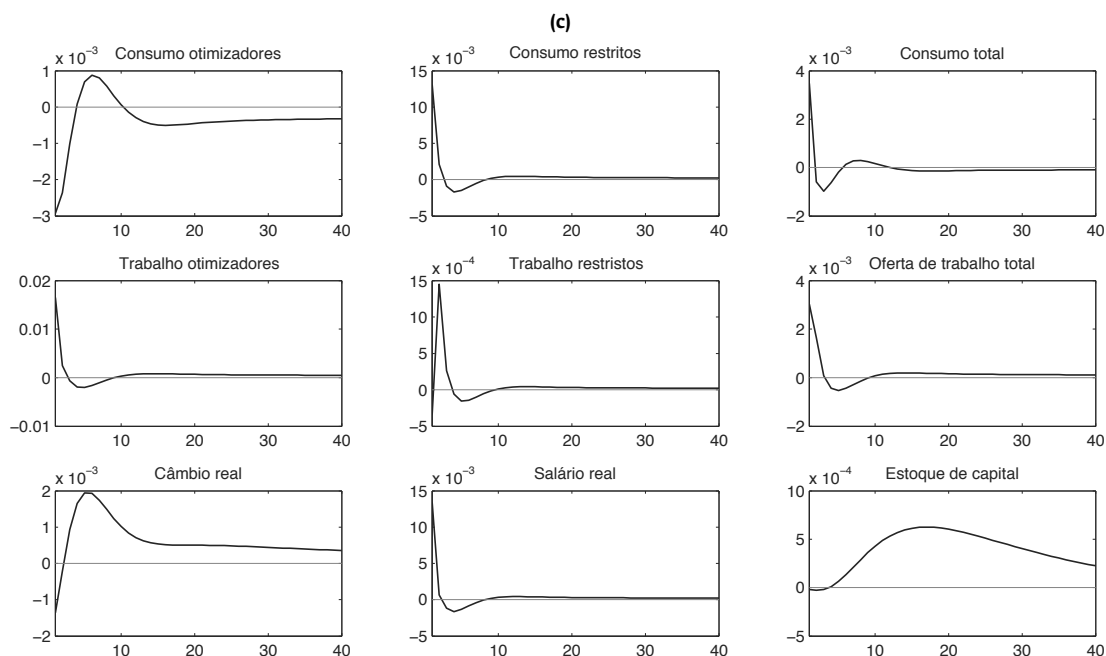 (c)
Consumo otimizadores
x 10⁻³
1
0
−1
−2
−3
10 20 30 40
Consumo restritos
x 10⁻³
15
10
5
0
−5
10 20 30 40
Consumo total
x 10⁻³
4
2
0
−2
10 20 30 40
Trabalho otimizadores
0.02
0.01
0
−0.01
10 20 30 40
Trabalho restristos
x 10⁻⁴
15
10
5
0
−5
10 20 30 40
Oferta de trabalho total
x 10⁻³
4
2
0
−2
10 20 30 40
Câmbio real
x 10⁻³
2
1
0
−1
−2
10 20 30 40
Salário real
x 10⁻³
15
10
5
0
−5
10 20 30 40
Estoque de capital
x 10⁻⁴
10
5
0
−5
10 20 30 40